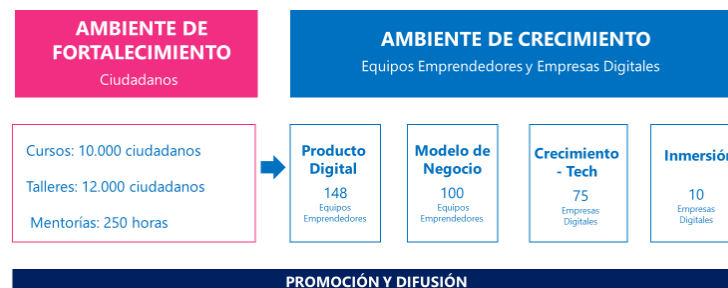 AMBIENTE DE
FORTALECIMIENTO
Ciudadanos
AMBIENTE DE CRECIMIENTO
Equipos Emprendedores y Empresas Digitales
Cursos: 10.000 ciudadanos
Talleres: 12.000 ciudadanos
Mentorías: 250 horas
Producto
Digital
148
Equipos
Emprendedores
Modelo de
Negocio
100
Equipos
Emprendedores
Crecimiento
- Tech
75
Empresas
Digitales
Inmersión
10
Empresas
Digitales
PROMOCIÓN Y DIFUSIÓN